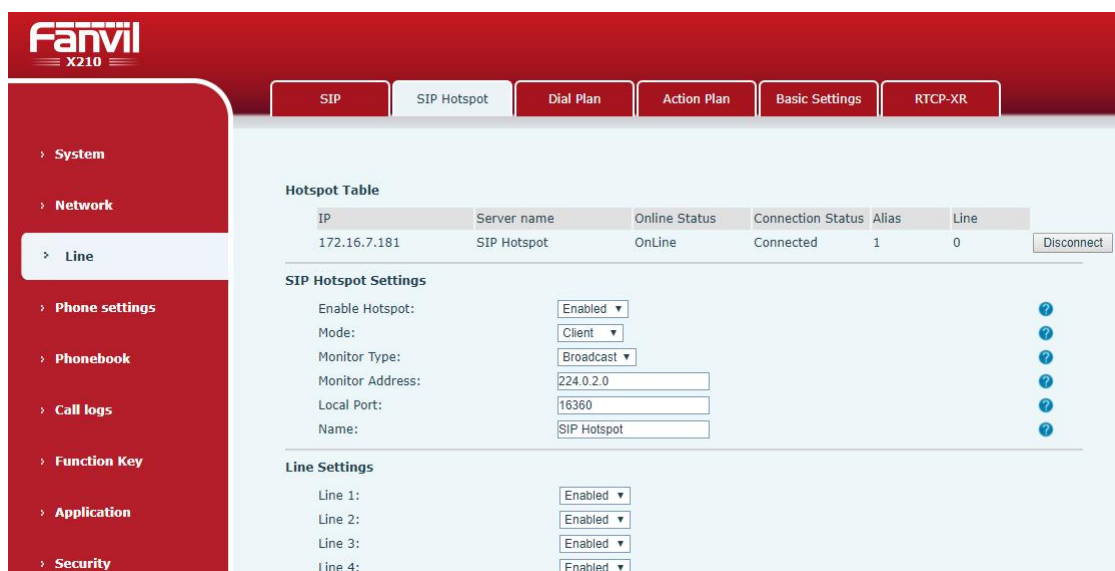 Fanvil
X210
SIP
SIP Hotspot
Dial Plan
Action Plan
Basic Settings
RTCP-XR
› System
› Network
› Line
› Phone settings
› Phonebook
› Call logs
› Function Key
› Application
› Security
Hotspot Table
IP Server name Online Status Connection Status Alias Line
172.16.7.181 SIP Hotspot OnLine Connected 1 0 Disconnect
SIP Hotspot Settings
Enable Hotspot: Enabled ▼ ?
Mode: Client ▼ ?
Monitor Type: Broadcast ▼ ?
Monitor Address: 224.0.2.0 ?
Local Port: 16360 ?
Name: SIP Hotspot ?
Line Settings
Line 1: Enabled ▼
Line 2: Enabled ▼
Line 3: Enabled ▼
Line 4: Enabled ▼